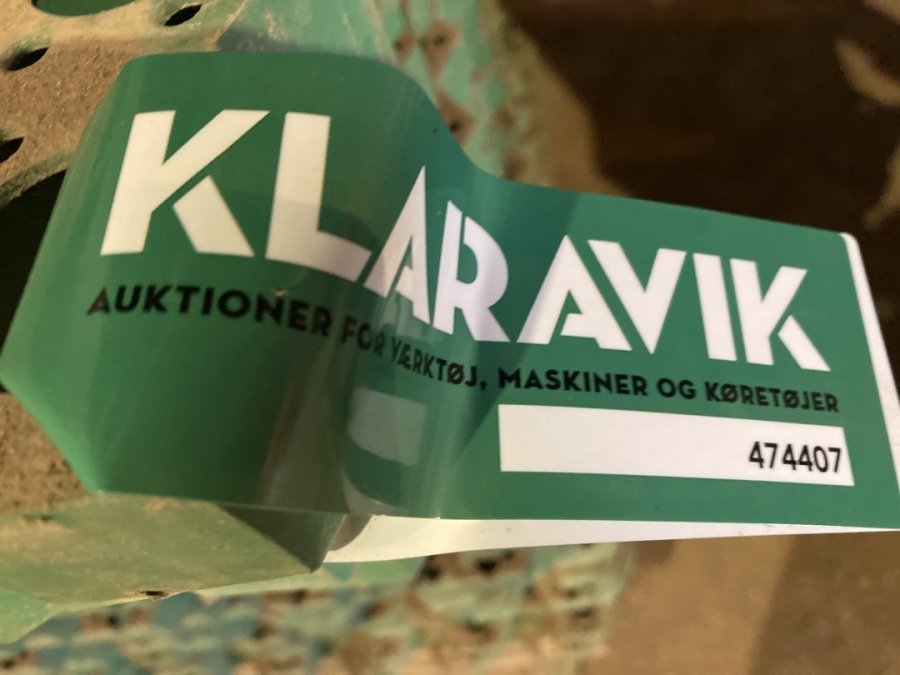 KLARAVIK
AUKTIONER FOR VÆRKTØJ, MASKINER OG KØRETØJER
474407